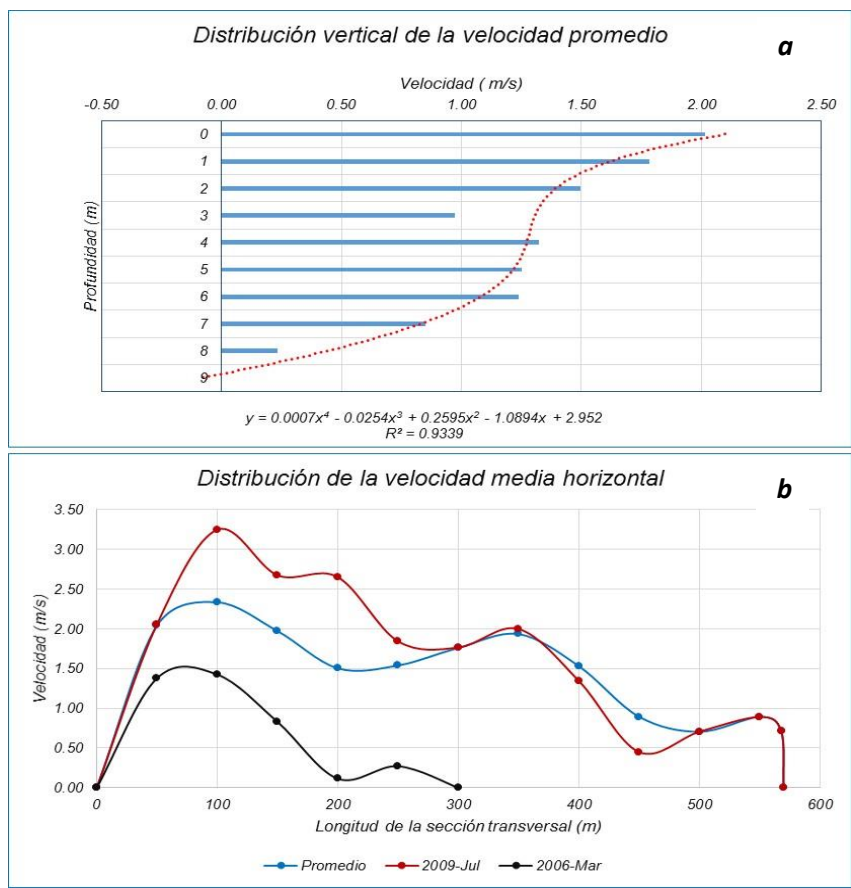 Distribución vertical de la velocidad promedio
a
Velocidad ( m/s)
-0.50 0.00 0.50 1.00 1.50 2.00 2.50
Profundidad (m)
0
1
2
3
4
5
6
7
8
9
y = 0.0007x⁴ - 0.0254x³ + 0.2595x² - 1.0894x + 2.952
R² = 0.9339
Distribución de la velocidad media horizontal
b
Velocidad (m/s)
3.50
3.00
2.50
2.00
1.50
1.00
0.50
0.00
0 100 200 300 400 500 600
Longitud de la sección transversal (m)
Promedio 2009-Jul 2006-Mar